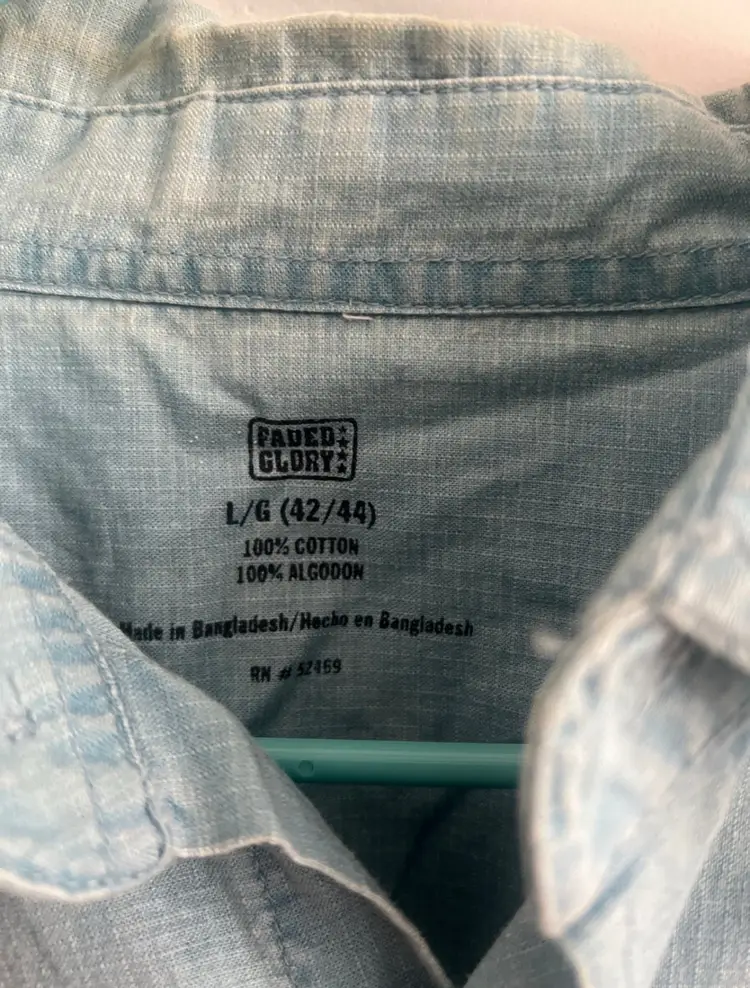 FADED
GLORY
L/G (42/44)
100% COTTON
100% ALGODON
Made in Bangladesh/Hecho en Bangladesh
RN # 52469